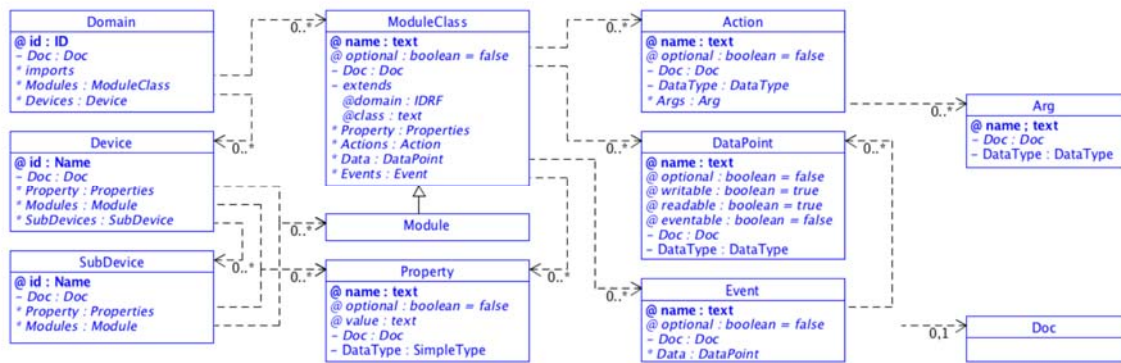 Domain
@ id : ID
– Doc : Doc
* imports
* Modules : ModuleClass
* Devices : Device
0..*
Device
@ id : Name
– Doc : Doc
* Property : Properties
* Modules : Module
* SubDevices : SubDevice
0..*
SubDevice
@ id : Name
– Doc : Doc
* Property : Properties
* Modules : Module
0..*
ModuleClass
@ name : text
@ optional : boolean = false
– Doc : Doc
– extends
@domain : IDRF
@class : text
* Property : Properties
* Actions : Action
* Data : DataPoint
* Events : Event
0..*
Module
0..*
Property
@ name : text
@ optional : boolean = false
@ value : text
– Doc : Doc
– DataType : SimpleType
0..*
0..*
Action
@ name : text
@ optional : boolean = false
– Doc : Doc
– DataType : DataType
* Args : Arg
0..*
DataPoint
@ name : text
@ optional : boolean = false
@ writable : boolean = true
@ readable : boolean = true
@ eventable : boolean = false
– Doc : Doc
– DataType : DataType
0..*
0..*
Event
@ name : text
@ optional : boolean = false
– Doc : Doc
* Data : DataPoint
0..*
Arg
@ name ; text
– Doc : Doc
– DataType : DataType
0..*
Doc
0,1